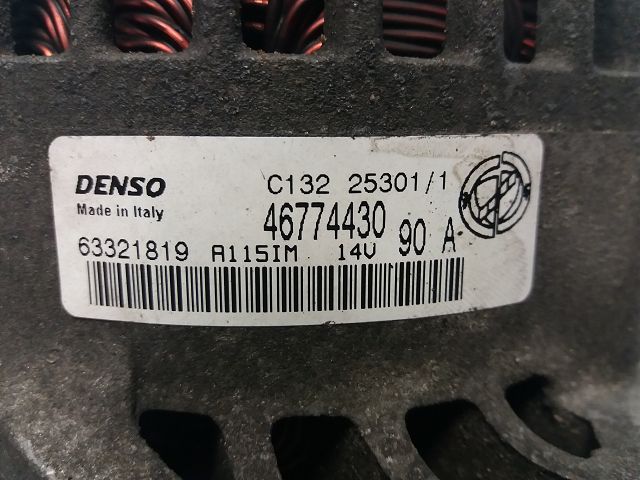 DENSO C132 25301/1
Made in Italy 46774430 90 A
63321819 A115IM 14V